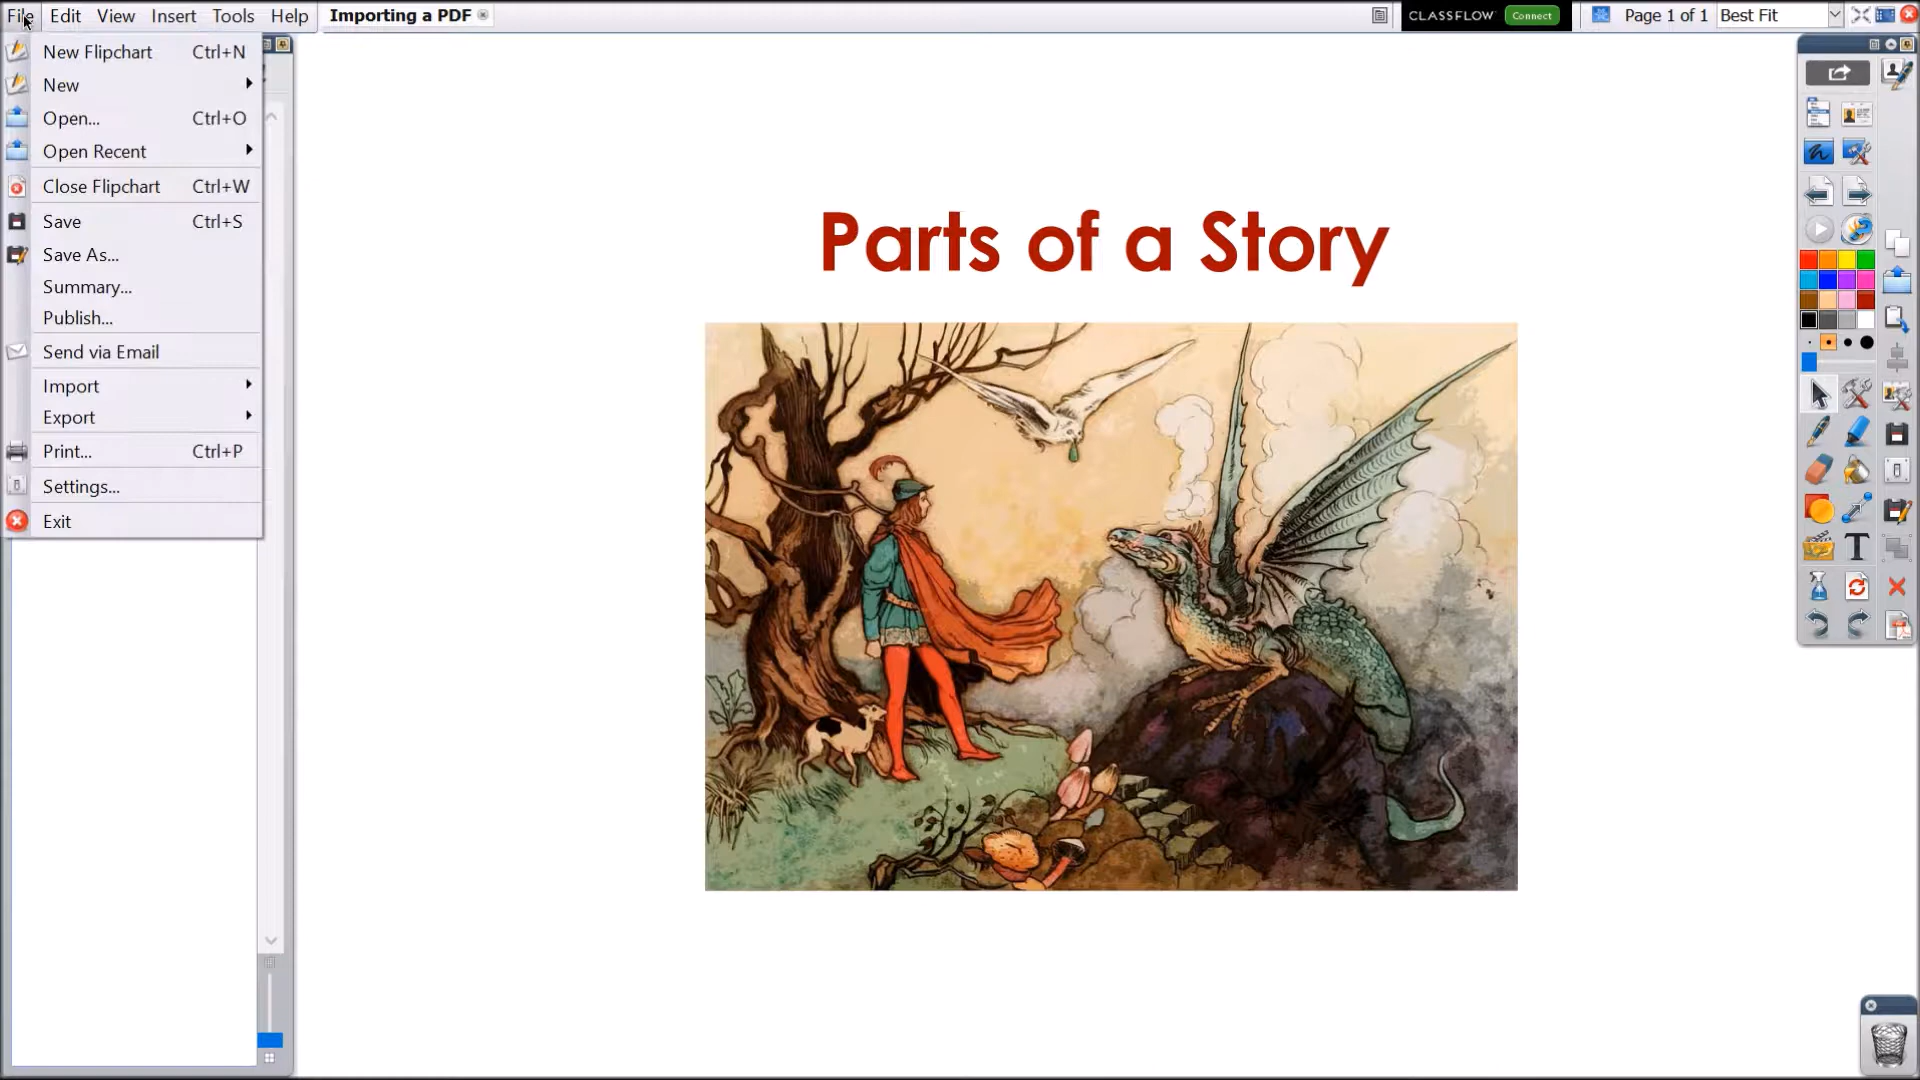 File Edit View Insert Tools Help Importing a PDF CLASSFLOW Connect Page 1 of 1 Best Fit
New Flipchart Ctrl+N
New
Open... Ctrl+O
Open Recent
Close Flipchart Ctrl+W
Save Ctrl+S
Save As...
Summary...
Publish...
Send via Email
Import
Export
Print... Ctrl+P
Settings...
Exit
Parts of a Story
T